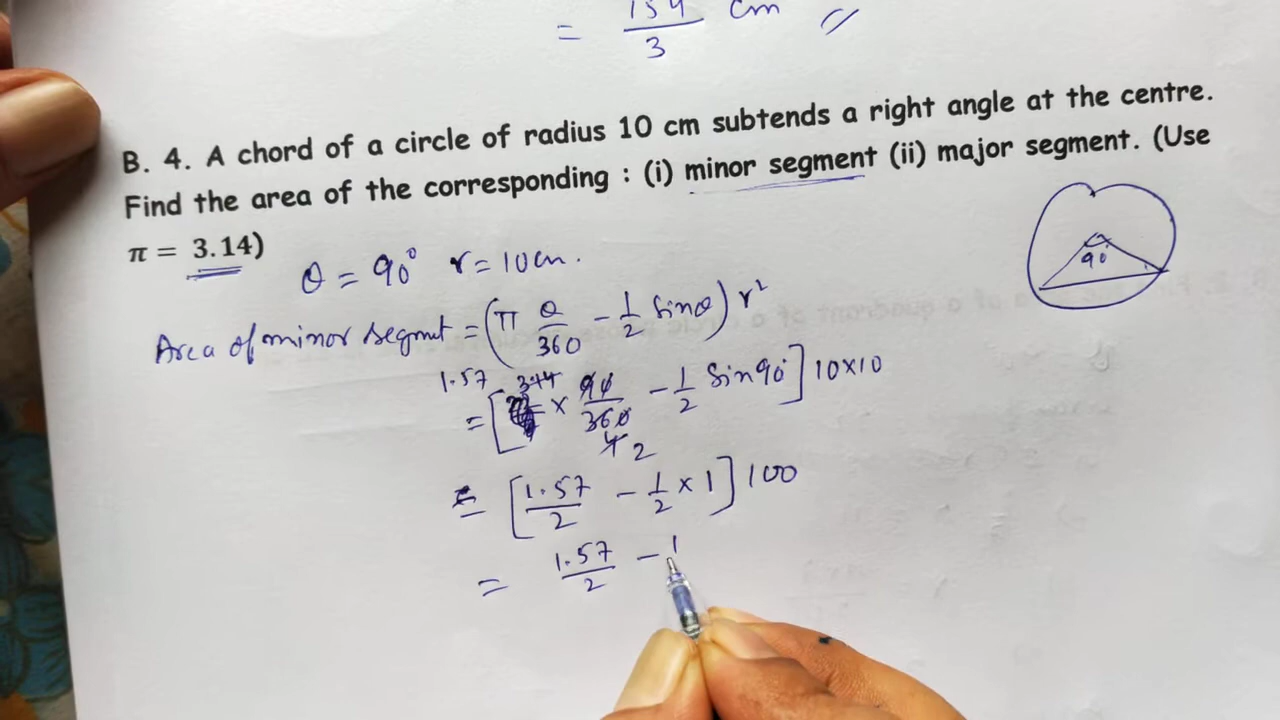 = 154/3 cm //
B. 4. A chord of a circle of radius 10 cm subtends a right angle at the centre.
Find the area of the corresponding : (i) minor segment (ii) major segment. (Use
π = 3.14)
θ = 90° r = 10cm.
90°
Area of minor segmnt = (π θ/360 - 1/2 sinθ) r²
1.57 3.14
= [ × 90/360 - 1/2 Sin90°] 10×10
4 2
= [1.57/2 - 1/2 × 1] 100
= 1.57/2 - 1